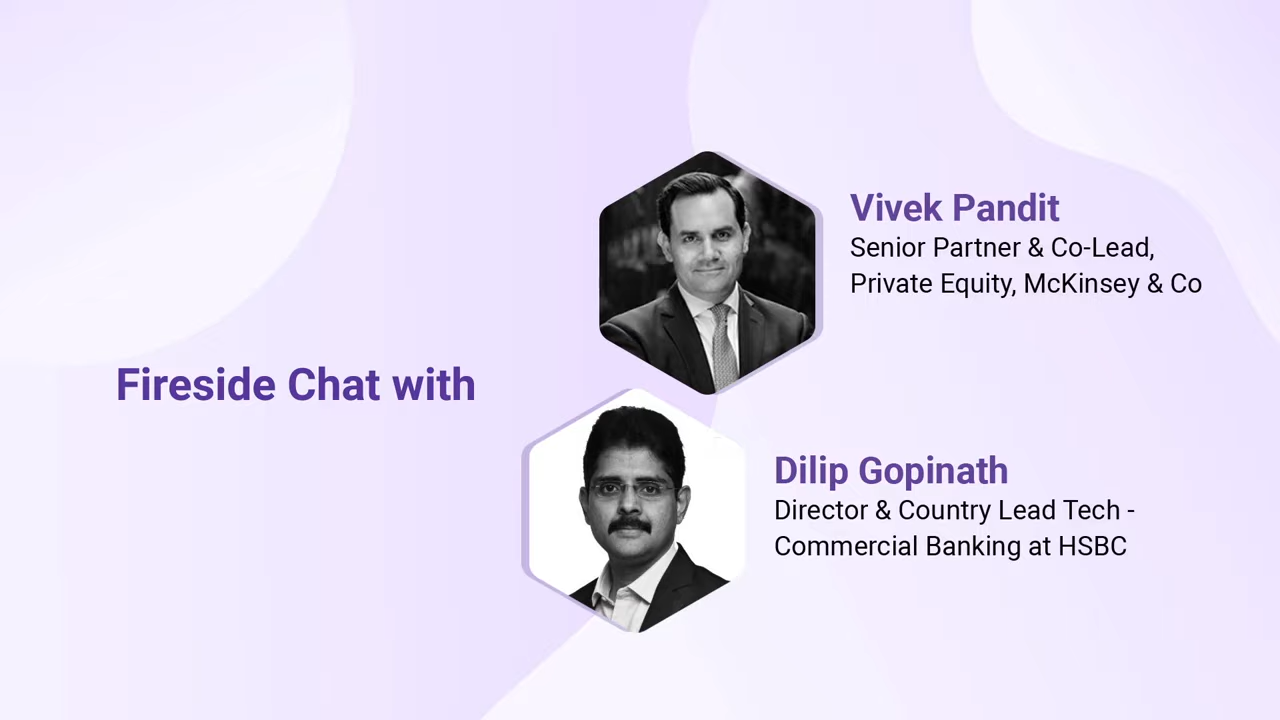 Fireside Chat with
Vivek Pandit
Senior Partner & Co-Lead,
Private Equity, McKinsey & Co
Dilip Gopinath
Director & Country Lead Tech -
Commercial Banking at HSBC